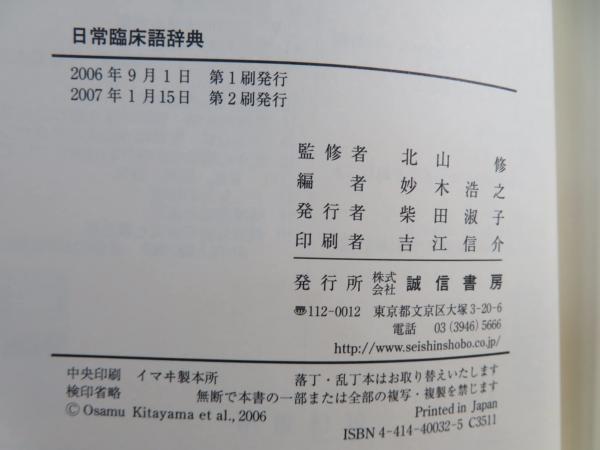 日常臨床語辞典
2006年9月1日 第1刷発行
2007年1月15日 第2刷発行
監修者 北山 修
編者 妙木浩之
発行者 柴田淑子
印刷者 吉江信介
発行所 株式会社 誠信書房
〠112-0012 東京都文京区大塚3-20-6
電話 03(3946)5666
http://www.seishinshobo.co.jp/
中央印刷 イマヰ製本所 落丁・乱丁本はお取り替えいたします
検印省略 無断で本書の一部または全部の複写・複製を禁じます
©Osamu Kitayama et al., 2006 Printed in Japan
ISBN 4-414-40032-5 C3511